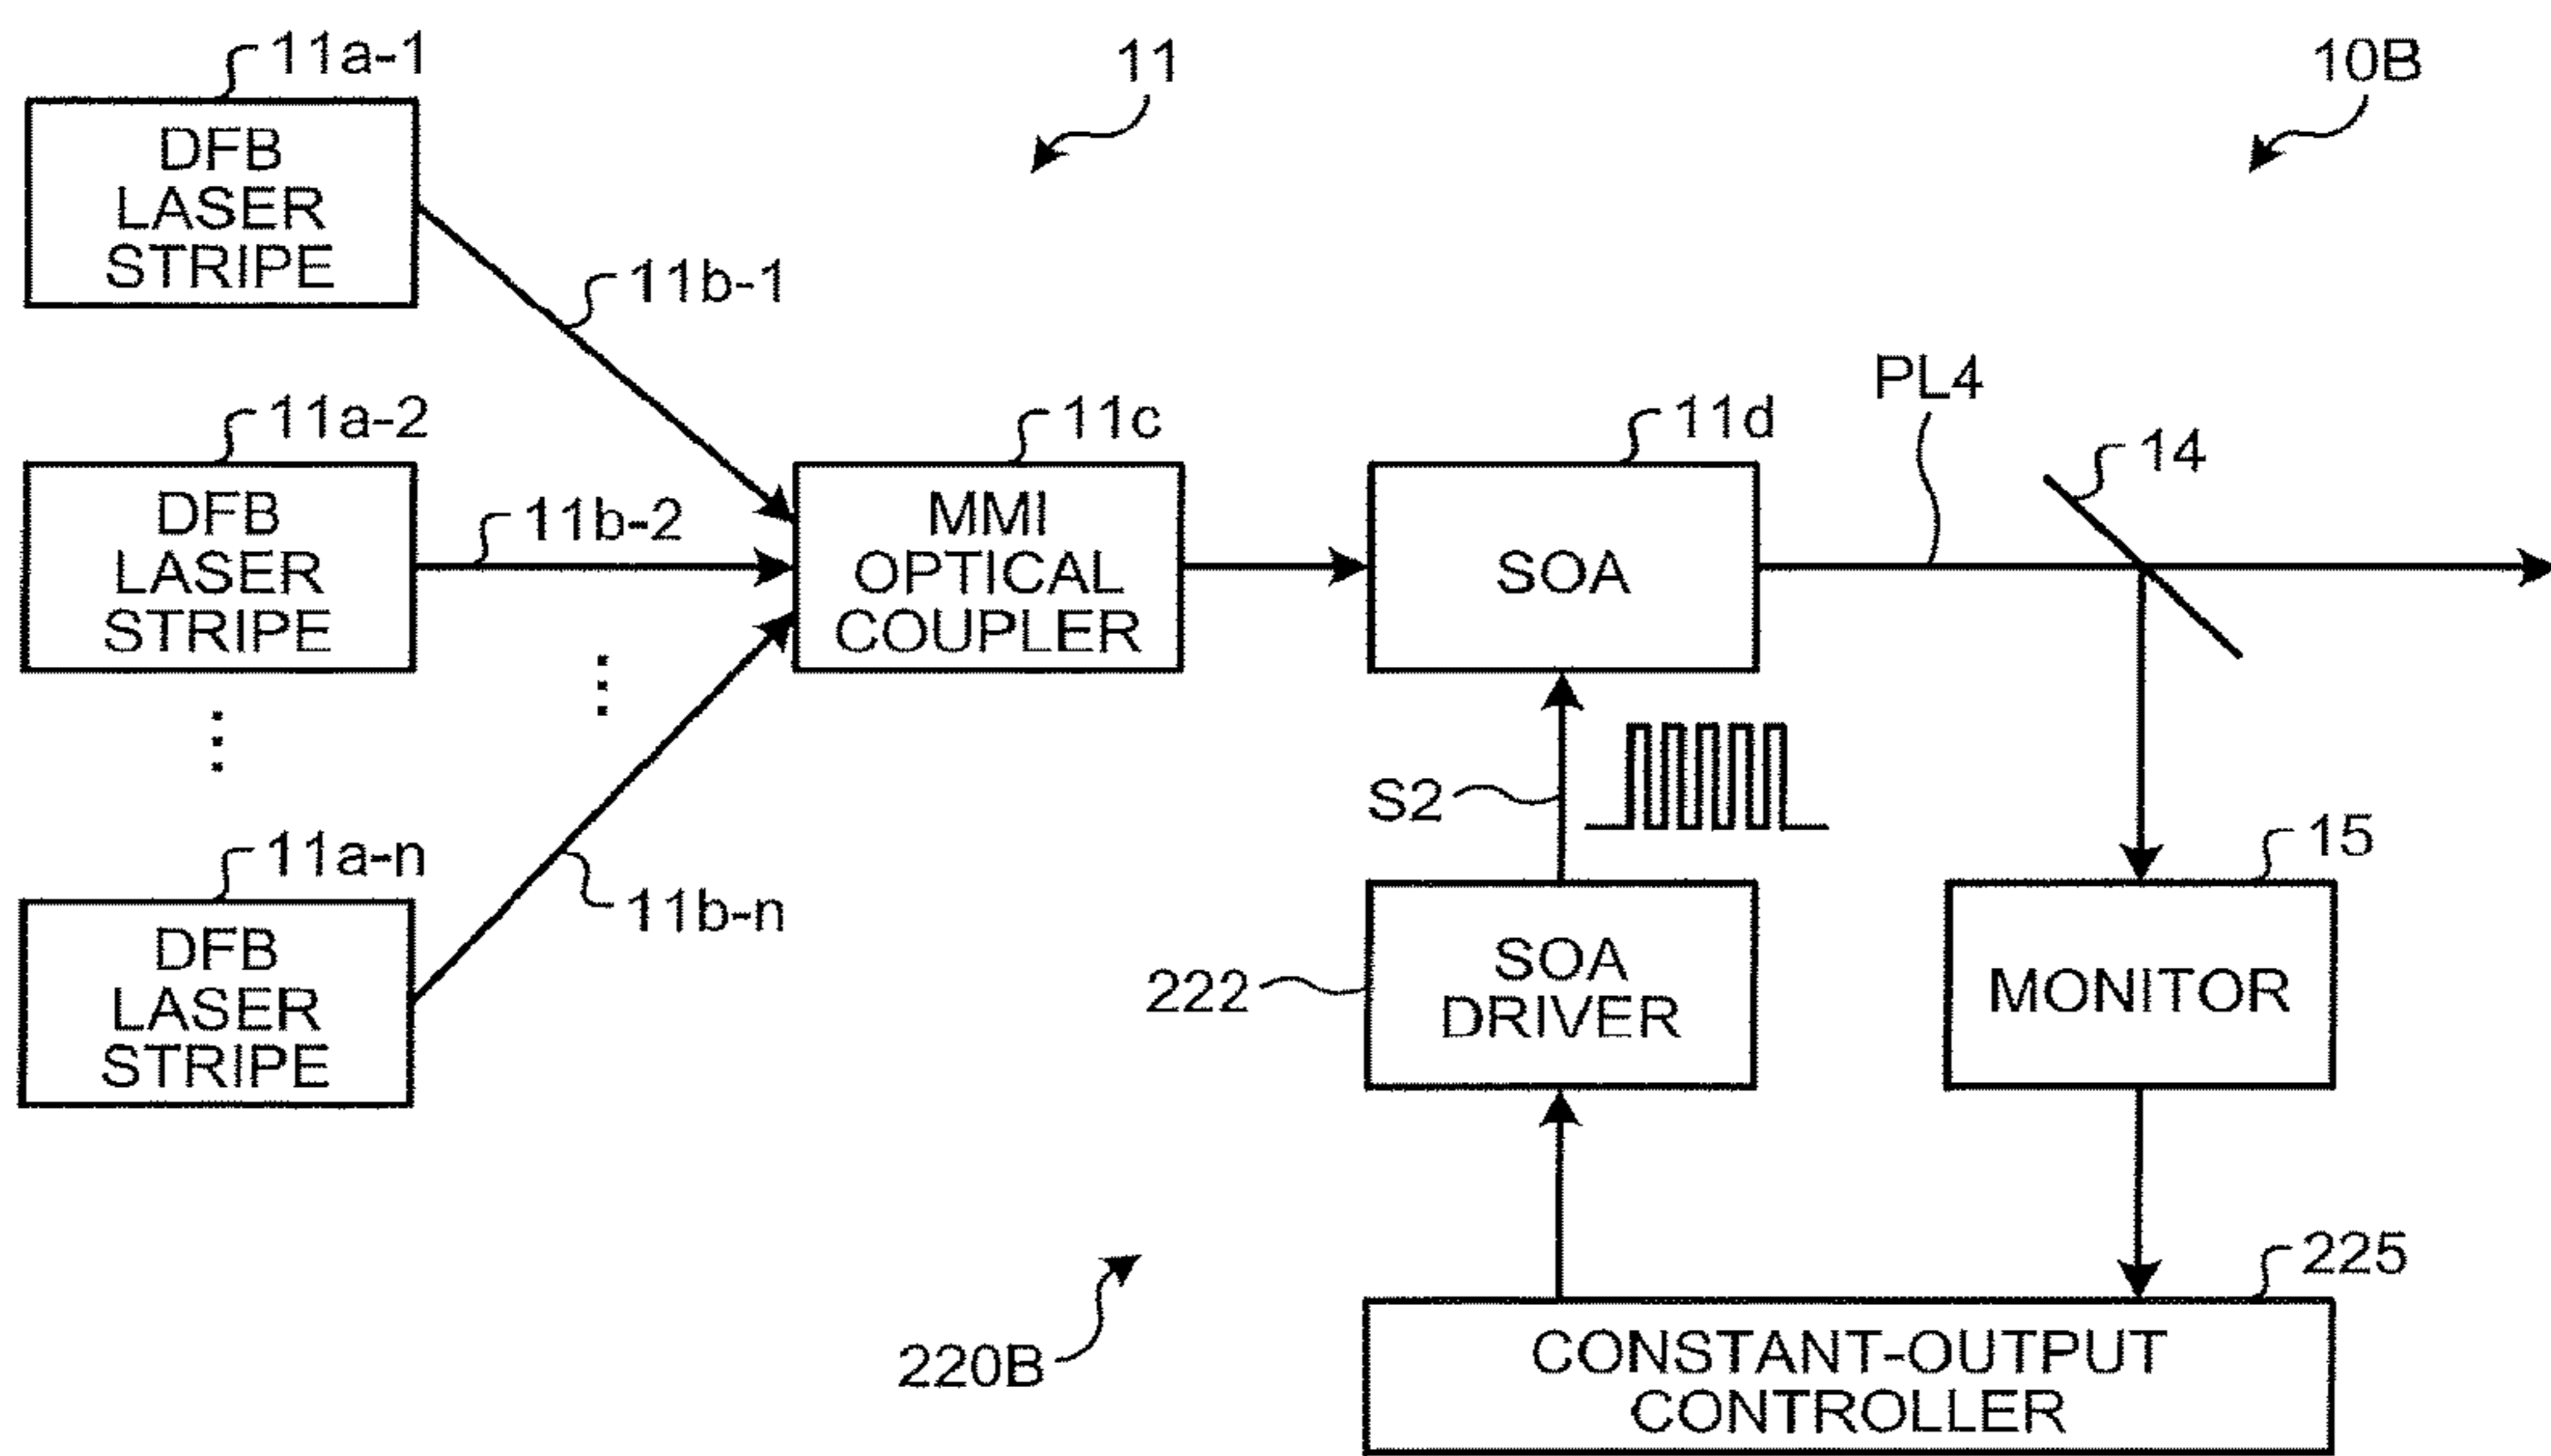 11a-1
11
10B
DFB
LASER
STRIPE
11b-1
11a-2
11c
11d
PL4
14
DFB
LASER
STRIPE
11b-2
MMI
OPTICAL
COUPLER
SOA
S2
15
11a-n
11b-n
DFB
LASER
STRIPE
222
SOA
DRIVER
MONITOR
225
220B
CONSTANT-OUTPUT
CONTROLLER